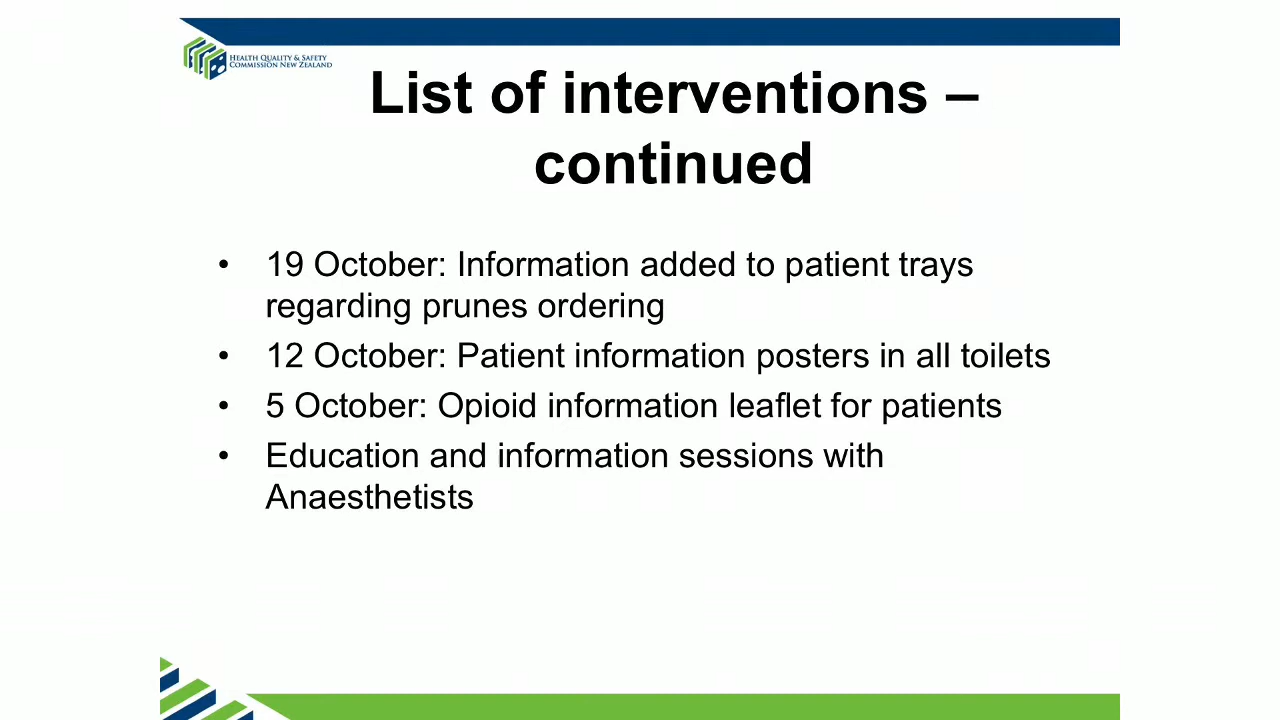 HEALTH QUALITY & SAFETY
COMMISSION NEW ZEALAND
List of interventions –
continued
• 19 October: Information added to patient trays
regarding prunes ordering
• 12 October: Patient information posters in all toilets
• 5 October: Opioid information leaflet for patients
• Education and information sessions with
Anaesthetists